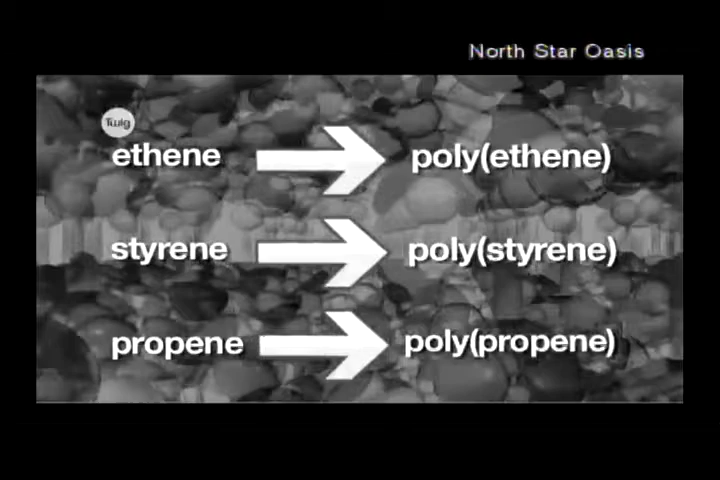 North Star Oasis
Twig
ethene poly(ethene)
styrene poly(styrene)
propene poly(propene)